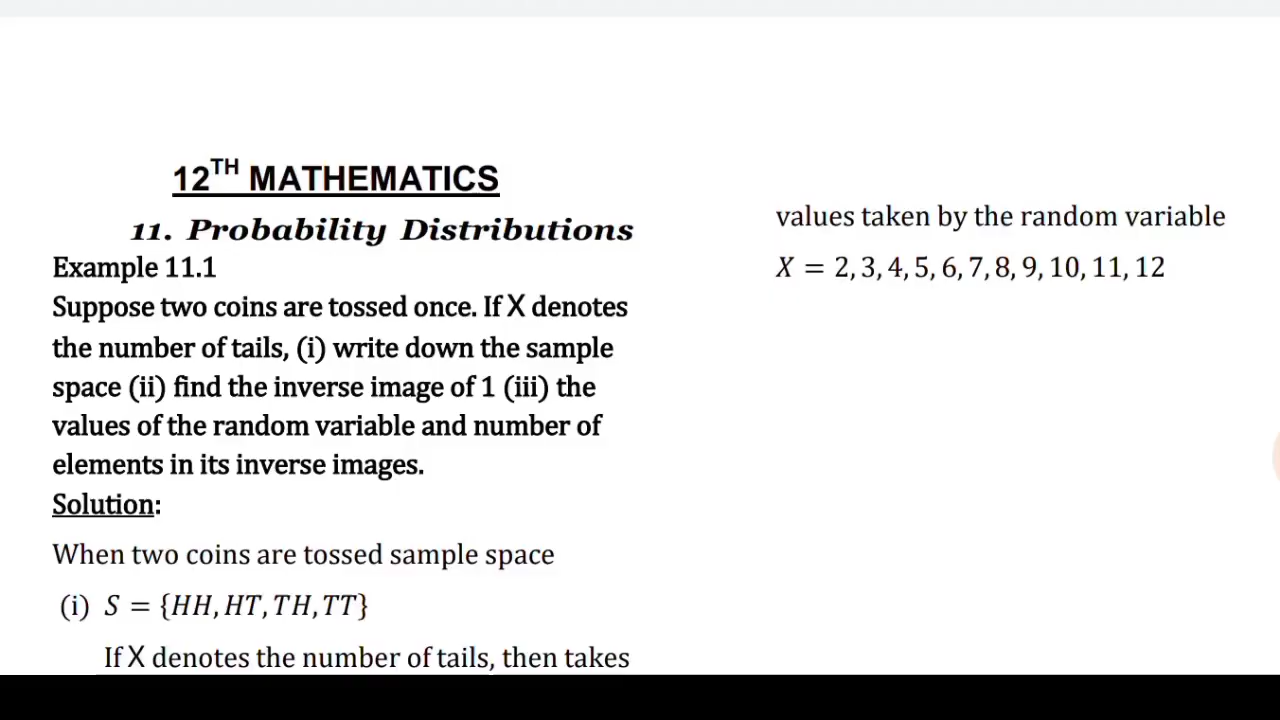 12TH MATHEMATICS
11. Probability Distributions
Example 11.1
Suppose two coins are tossed once. If X denotes
the number of tails, (i) write down the sample
space (ii) find the inverse image of 1 (iii) the
values of the random variable and number of
elements in its inverse images.
Solution:
When two coins are tossed sample space
(i) S = {HH, HT, TH, TT}
If X denotes the number of tails, then takes
values taken by the random variable
X = 2, 3, 4, 5, 6, 7, 8, 9, 10, 11, 12